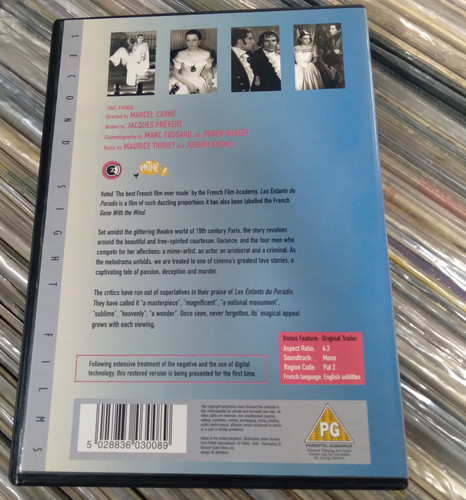 SECOND SIGHT FILMS
1945, FRANCE
Directed by MARCEL CARNÉ
Written by JACQUES PRÉVERT
Cinematography by MARC FOSSARD and ROGER HUBERT
Music by MAURICE THIRIET and JOSEPH KOSMA
PATHÉ!
Voted 'The best French film ever made' by the French Film Academy, Les Enfants du
Paradis is a film of such dazzling proportions it has also been labelled the French
Gone With the Wind.
Set amidst the glittering theatre world of 19th century Paris, the story revolves
around the beautiful and free-spirited courtesan, Garance, and the four men who
compete for her affections; a mime-artist, an actor, an aristocrat and a criminal. As
the melodrama unfolds, we are treated to one of cinema's greatest love stories, a
captivating tale of passion, deception and murder.
The critics have run out of superlatives in their praise of Les Enfants du Paradis.
They have called it "a masterpiece", "magnificent", "a national monument",
"sublime", "heavenly", "a wonder". Once seen, never forgotten, its' magical appeal
grows with each viewing.
Following extensive treatment of the negative and the use of digital
technology, this restored version is being presented for the first time.
Bonus Feature: Original Trailer
Aspect Ratio: 4:3
Soundtrack: Mono
Region Code: Pal 2
French language, English subtitles
5 028836 030089
PG
PARENTAL GUIDANCE